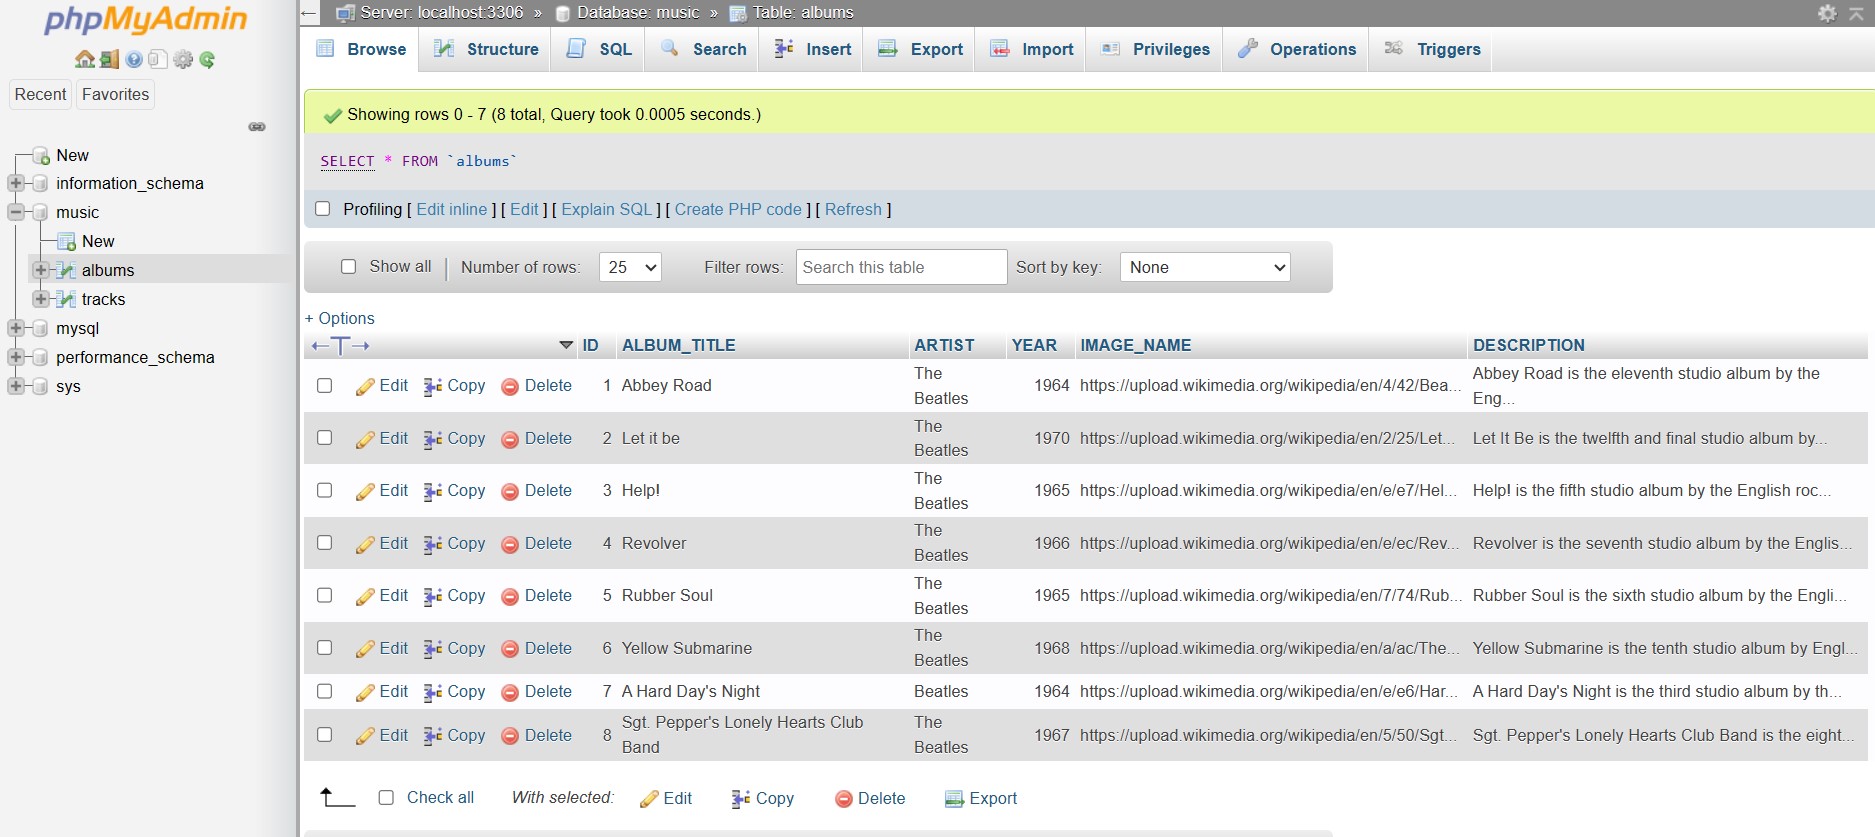 phpMyAdmin
Recent Favorites
New
information_schema
music
New
albums
tracks
mysql
performance_schema
sys
Server: localhost:3306 » Database: music » Table: albums
Browse Structure SQL Search Insert Export Import Privileges Operations Triggers
Showing rows 0 - 7 (8 total, Query took 0.0005 seconds.)
SELECT * FROM `albums`
Profiling [ Edit inline ] [ Edit ] [ Explain SQL ] [ Create PHP code ] [ Refresh ]
Show all Number of rows: 25 Filter rows: Search this table Sort by key: None
+ Options
←T→ ID ALBUM_TITLE ARTIST YEAR IMAGE_NAME DESCRIPTION
Edit Copy Delete 1 Abbey Road The Beatles 1964 https://upload.wikimedia.org/wikipedia/en/4/42/Bea... Abbey Road is the eleventh studio album by the Eng...
Edit Copy Delete 2 Let it be The Beatles 1970 https://upload.wikimedia.org/wikipedia/en/2/25/Let... Let It Be is the twelfth and final studio album by...
Edit Copy Delete 3 Help! The Beatles 1965 https://upload.wikimedia.org/wikipedia/en/e/e7/Hel... Help! is the fifth studio album by the English roc...
Edit Copy Delete 4 Revolver The Beatles 1966 https://upload.wikimedia.org/wikipedia/en/e/ec/Rev... Revolver is the seventh studio album by the Englis...
Edit Copy Delete 5 Rubber Soul The Beatles 1965 https://upload.wikimedia.org/wikipedia/en/7/74/Rub... Rubber Soul is the sixth studio album by the Engli...
Edit Copy Delete 6 Yellow Submarine The Beatles 1968 https://upload.wikimedia.org/wikipedia/en/a/ac/The... Yellow Submarine is the tenth studio album by Engl...
Edit Copy Delete 7 A Hard Day's Night Beatles 1964 https://upload.wikimedia.org/wikipedia/en/e/e6/Har... A Hard Day's Night is the third studio album by th...
Edit Copy Delete 8 Sgt. Pepper's Lonely Hearts Club Band The Beatles 1967 https://upload.wikimedia.org/wikipedia/en/5/50/Sgt... Sgt. Pepper's Lonely Hearts Club Band is the eight...
Check all With selected: Edit Copy Delete Export